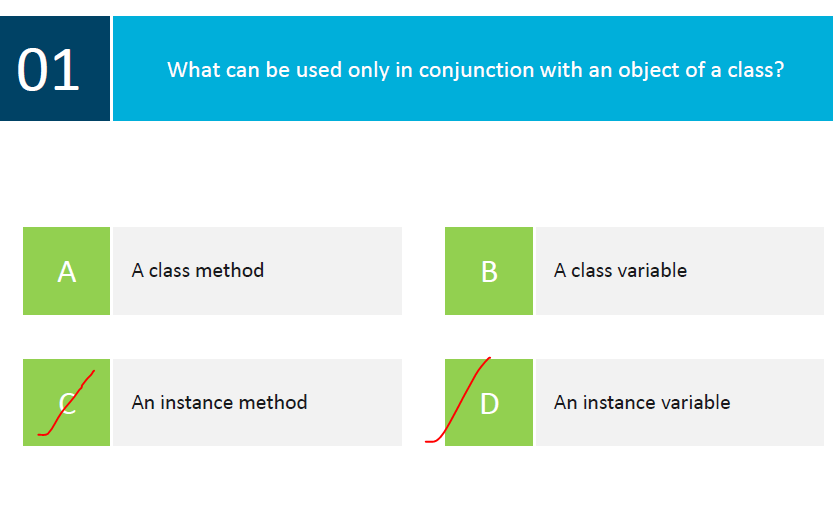 01
What can be used only in conjunction with an object of a class?
A
A class method
B
A class variable
C
An instance method
D
An instance variable